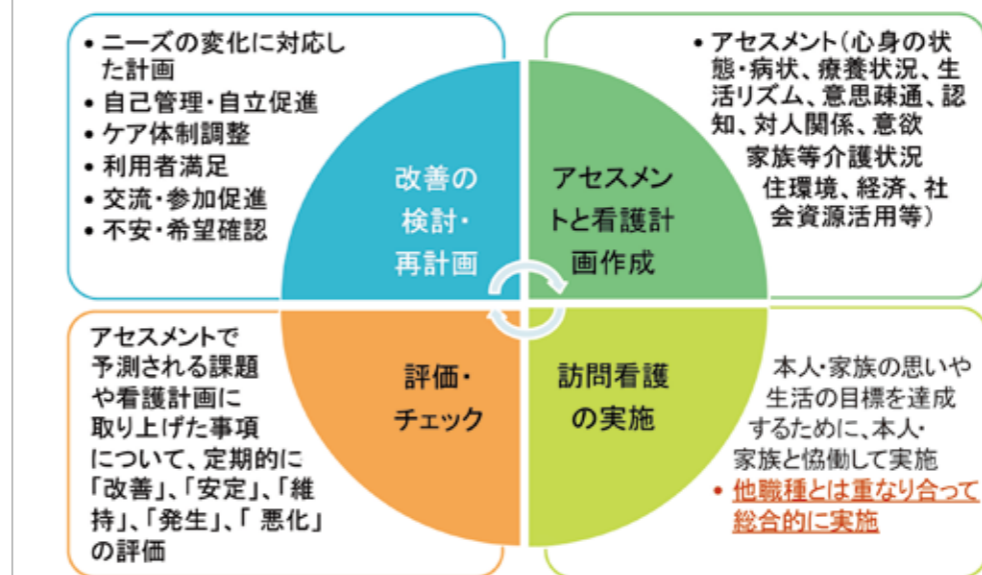 • ニーズの変化に対応し
た計画
• 自己管理・自立促進
• ケア体制調整
• 利用者満足
• 交流・参加促進
• 不安・希望確認
改善の
検討・
再計画
アセスメン
トと看護計
画作成
• アセスメント(心身の状
態・病状、療養状況、生
活リズム、意思疎通、認
知、対人関係、意欲
家族等介護状況
住環境、経済、社
会資源活用等)
アセスメントで
予測される課題
や看護計画に
取り上げた事項
について、定期的に
「改善」、「安定」、「維
持」、「発生」、「 悪化」
の評価
評価・
チェック
訪問看護
の実施
本人・家族の思いや
生活の目標を達成
するために、本人・
家族と協働して実施
• 他職種とは重なり合って
総合的に実施